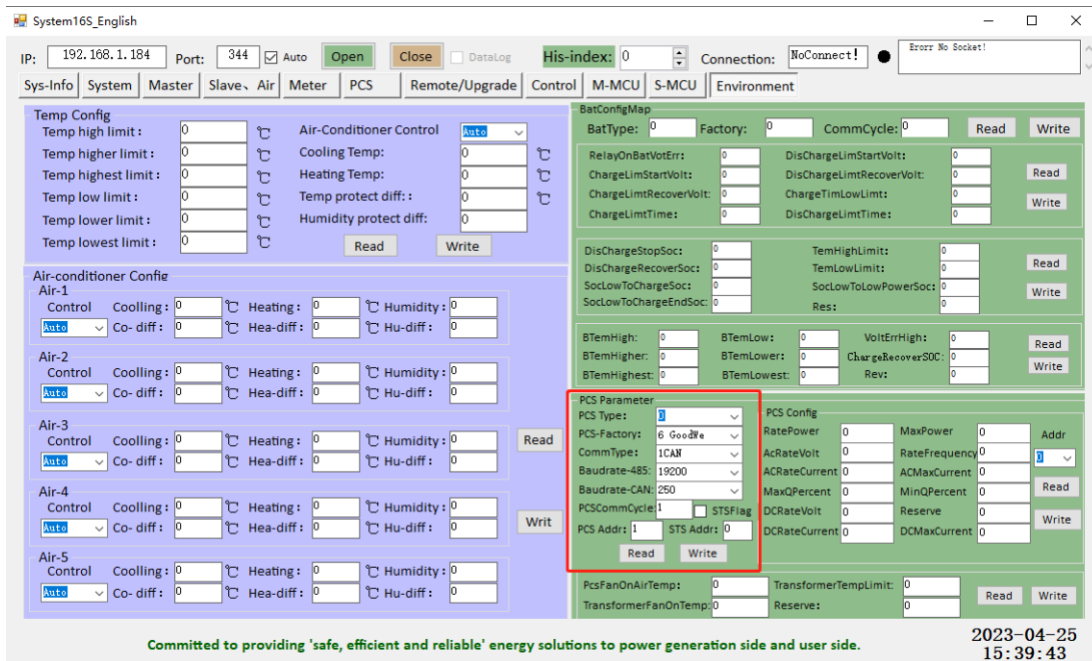 System16S_English
IP: 192.168.1.184 Port: 344 Auto Open Close DataLog His-index: 0 Connection: NoConnect! Erorr No Socket!
Sys-Info System Master Slave、Air Meter PCS Remote/Upgrade Control M-MCU S-MCU Environment
Temp Config
Temp high limit: 0 ℃ Air-Conditioner Control Auto
Temp higher limit: 0 ℃ Cooling Temp: 0 ℃
Temp highest limit: 0 ℃ Heating Temp: 0 ℃
Temp low limit: 0 ℃ Temp protect diff: : 0 ℃
Temp lower limit: 0 ℃ Humidity protect diff: 0
Temp lowest limit: 0 ℃ Read Write
Air-conditioner Config
Air-1
Control Coolling: 0 ℃ Heating: 0 ℃ Humidity: 0
Auto Co- diff: 0 ℃ Hea-diff: 0 ℃ Hu-diff: 0
Air-2
Control Coolling: 0 ℃ Heating: 0 ℃ Humidity: 0
Auto Co- diff: 0 ℃ Hea-diff: 0 ℃ Hu-diff: 0
Air-3
Control Coolling: 0 ℃ Heating: 0 ℃ Humidity: 0 Read
Auto Co- diff: 0 ℃ Hea-diff: 0 ℃ Hu-diff: 0
Air-4
Control Coolling: 0 ℃ Heating: 0 ℃ Humidity: 0
Auto Co- diff: 0 ℃ Hea-diff: 0 ℃ Hu-diff: 0 Writ
Air-5
Control Coolling: 0 ℃ Heating: 0 ℃ Humidity: 0
Auto Co- diff: 0 ℃ Hea-diff: 0 ℃ Hu-diff: 0
BatConfigMap
BatType: 0 Factory: 0 CommCycle: 0 Read Write
RelayOnBatVotErr: 0 DisChargeLimStartVolt: 0
ChargeLimStartVolt: 0 DisChargeLimtRecoverVolt: 0 Read
ChargeLimtRecoverVolt: 0 ChargeTimLowLimt: 0
ChargeLimtTime: 0 DisChargeLimtTime: 0 Write
DisChargeStopSoc: 0 TemHighLimit: 0
DisChargeRecoverSoc: 0 TemLowLimit: 0 Read
SocLowToChargeSoc: 0 SocLowToLowPowerSoc: 0
SocLowToChargeEndSoc: 0 Res: 0 Write
BTemHigh: 0 BTemLow: 0 VoltErrHigh: 0 Read
BTemHigher: 0 BTemLower: 0 ChargeRecoverSOC: 0
BTemHighest: 0 BTemLowest: 0 Rev: 0 Write
PCS Parameter
PCS Type: 0
PCS-Factory: 6 GoodWe
CommType: 1CAN
Baudrate-485: 19200
Baudrate-CAN: 250
PCSCommCycle: 1 STSFlag
PCS Addr: 1 STS Addr: 0
Read Write
PCS Config
RatePower 0 MaxPower 0 Addr
AcRateVolt 0 RateFrequency 0 0
ACRateCurrent 0 ACMaxCurrent 0
MaxQPercent 0 MinQPercent 0 Read
DCRateVolt 0 Reserve 0
DCRateCurrent 0 DCMaxCurrent 0 Write
PcsFanOnAirTemp: 0 TransformerTempLimit: 0
TransformerFanOnTemp: 0 Reserve: 0 Read Write
Committed to providing 'safe, efficient and reliable' energy solutions to power generation side and user side.
2023-04-25
15:39:43